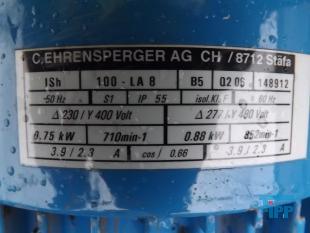 C. EHRENSPERGER AG CH / 8712 Stäfa
ISh 100 - LA 8 B5 02 06 148912
50 Hz S1 IP 55 isol.Kl. F 60 Hz
Δ 230 / Y 400 Volt Δ 277 / Y 480 Volt
0.75 kW 710min-1 0.88 kW 852min-1
3.9 / 2.3 A cos / 0.66 3.9 / 2.3 A
FIPP